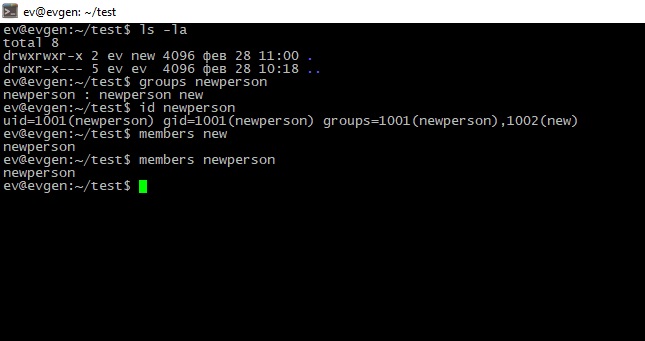 ev@evgen: ~/test
ev@evgen:~/test$ ls -la
total 8
drwxrwxr-x 2 ev new 4096 фев 28 11:00 .
drwxr-x--- 5 ev ev  4096 фев 28 10:18 ..
ev@evgen:~/test$ groups newperson
newperson : newperson new
ev@evgen:~/test$ id newperson
uid=1001(newperson) gid=1001(newperson) groups=1001(newperson),1002(new)
ev@evgen:~/test$ members new
newperson
ev@evgen:~/test$ members newperson
newperson
ev@evgen:~/test$